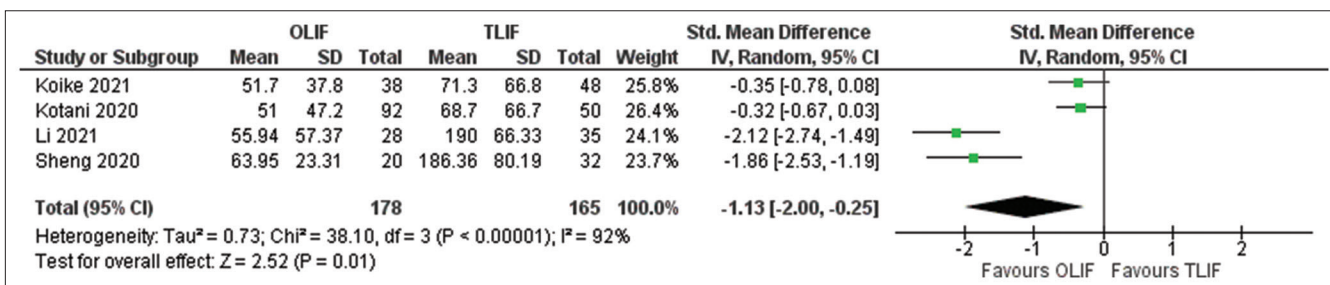 OLIF TLIF Std. Mean Difference Std. Mean Difference
Study or Subgroup Mean SD Total Mean SD Total Weight IV, Random, 95% CI IV, Random, 95% CI
Koike 2021 51.7 37.8 38 71.3 66.8 48 25.8% -0.35 [-0.78, 0.08]
Kotani 2020 51 47.2 92 68.7 66.7 50 26.4% -0.32 [-0.67, 0.03]
Li 2021 55.94 57.37 28 190 66.33 35 24.1% -2.12 [-2.74, -1.49]
Sheng 2020 63.95 23.31 20 186.36 80.19 32 23.7% -1.86 [-2.53, -1.19]
Total (95% CI) 178 165 100.0% -1.13 [-2.00, -0.25]
Heterogeneity: Tau² = 0.73; Chi² = 38.10, df = 3 (P < 0.00001); I² = 92%
Test for overall effect: Z = 2.52 (P = 0.01)
-2 -1 0 1 2
Favours OLIF Favours TLIF